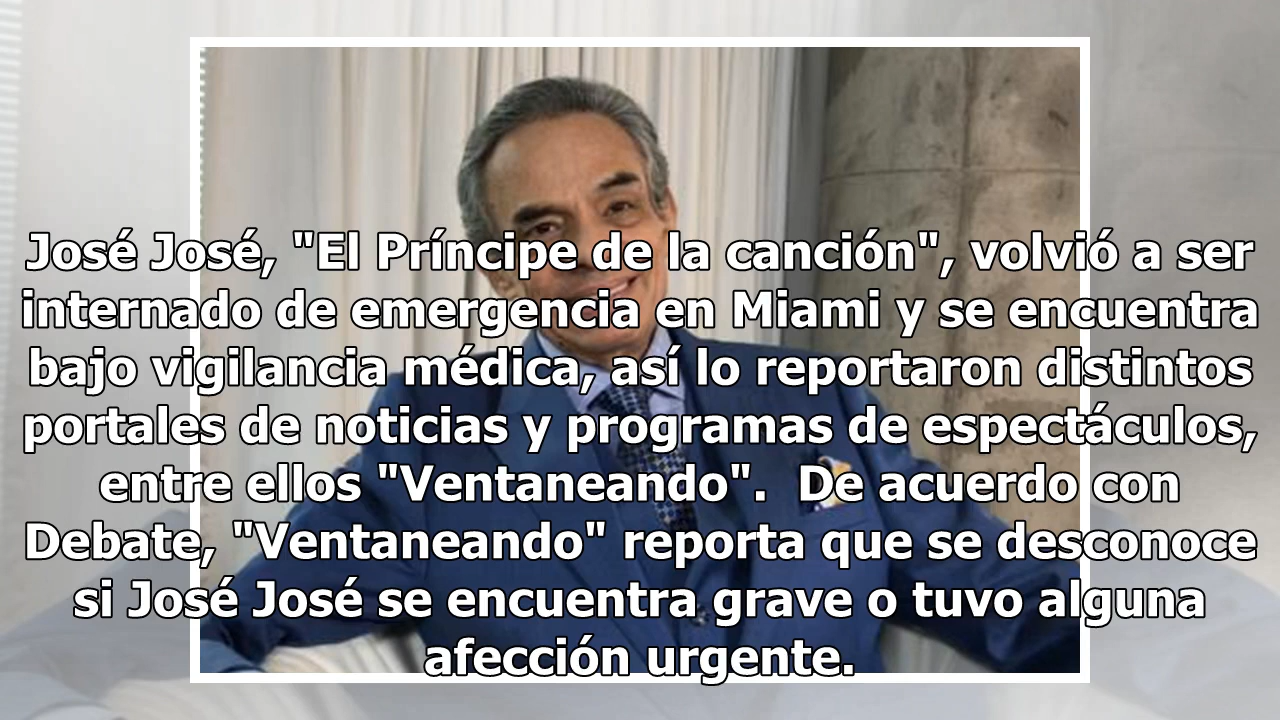 José José, "El Príncipe de la canción", volvió a ser
internado de emergencia en Miami y se encuentra
bajo vigilancia médica, así lo reportaron distintos
portales de noticias y programas de espectáculos,
entre ellos "Ventaneando".  De acuerdo con
Debate, "Ventaneando" reporta que se desconoce
si José José se encuentra grave o tuvo alguna
afección urgente.